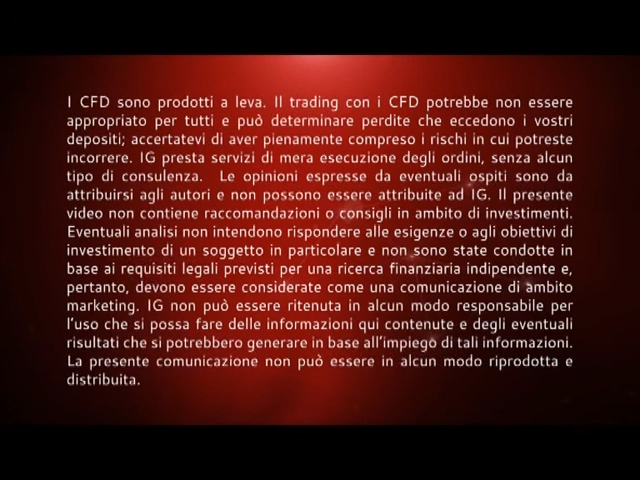 I CFD sono prodotti a leva. Il trading con i CFD potrebbe non essere
appropriato per tutti e può determinare perdite che eccedono i vostri
depositi; accertatevi di aver pienamente compreso i rischi in cui potreste
incorrere. IG presta servizi di mera esecuzione degli ordini, senza alcun
tipo di consulenza.  Le opinioni espresse da eventuali ospiti sono da
attribuirsi agli autori e non possono essere attribuite ad IG. Il presente
video non contiene raccomandazioni o consigli in ambito di investimenti.
Eventuali analisi non intendono rispondere alle esigenze o agli obiettivi di
investimento di un soggetto in particolare e non sono state condotte in
base ai requisiti legali previsti per una ricerca finanziaria indipendente e,
pertanto, devono essere considerate come una comunicazione di ambito
marketing. IG non può essere ritenuta in alcun modo responsabile per
l'uso che si possa fare delle informazioni qui contenute e degli eventuali
risultati che si potrebbero generare in base all'impiego di tali informazioni.
La presente comunicazione non può essere in alcun modo riprodotta e
distribuita.